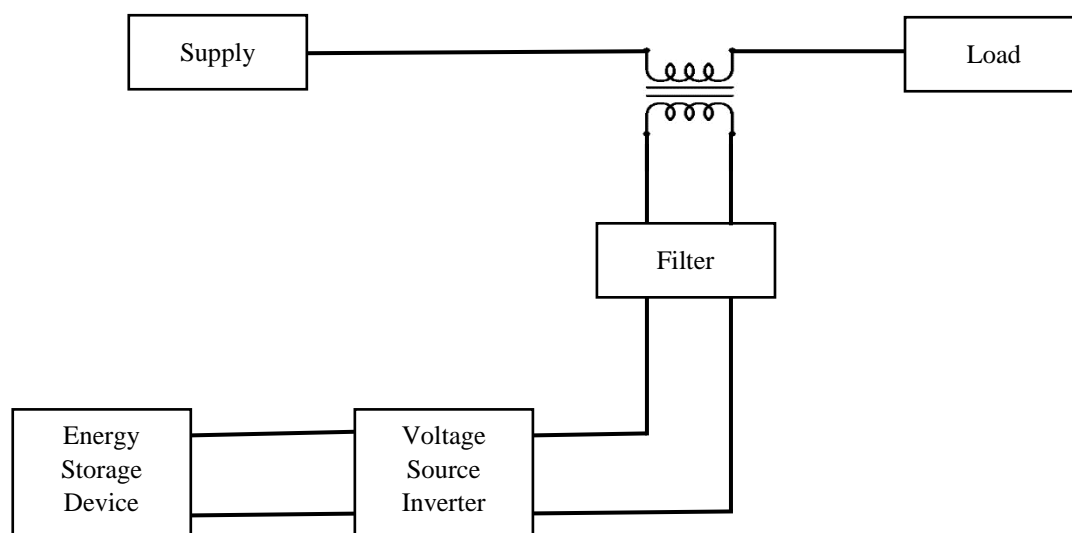 Supply
Load
Filter
Energy
Storage
Device
Voltage
Source
Inverter